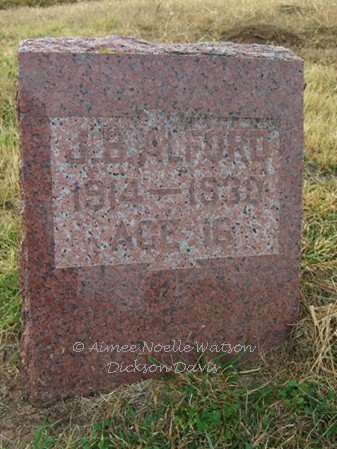 J.B. ALFORD
1914 — 1930
AGE 16
© Aimee Noelle Watson
Dickson Davis